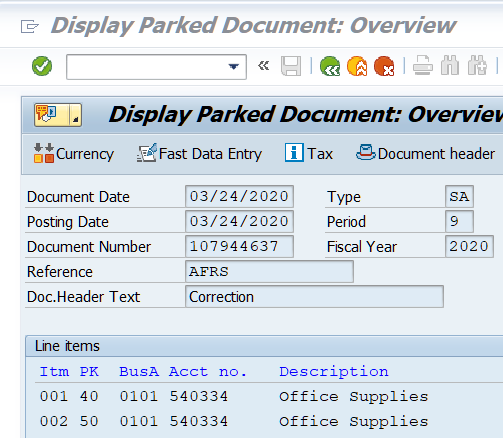 Display Parked Document: Overview
Display Parked Document: Overview
Currency Fast Data Entry Tax Document header
Document Date 03/24/2020 Type SA
Posting Date 03/24/2020 Period 9
Document Number 107944637 Fiscal Year 2020
Reference AFRS
Doc.Header Text Correction
Line items
Itm PK BusA Acct no. Description
001 40 0101 540334 Office Supplies
002 50 0101 540334 Office Supplies